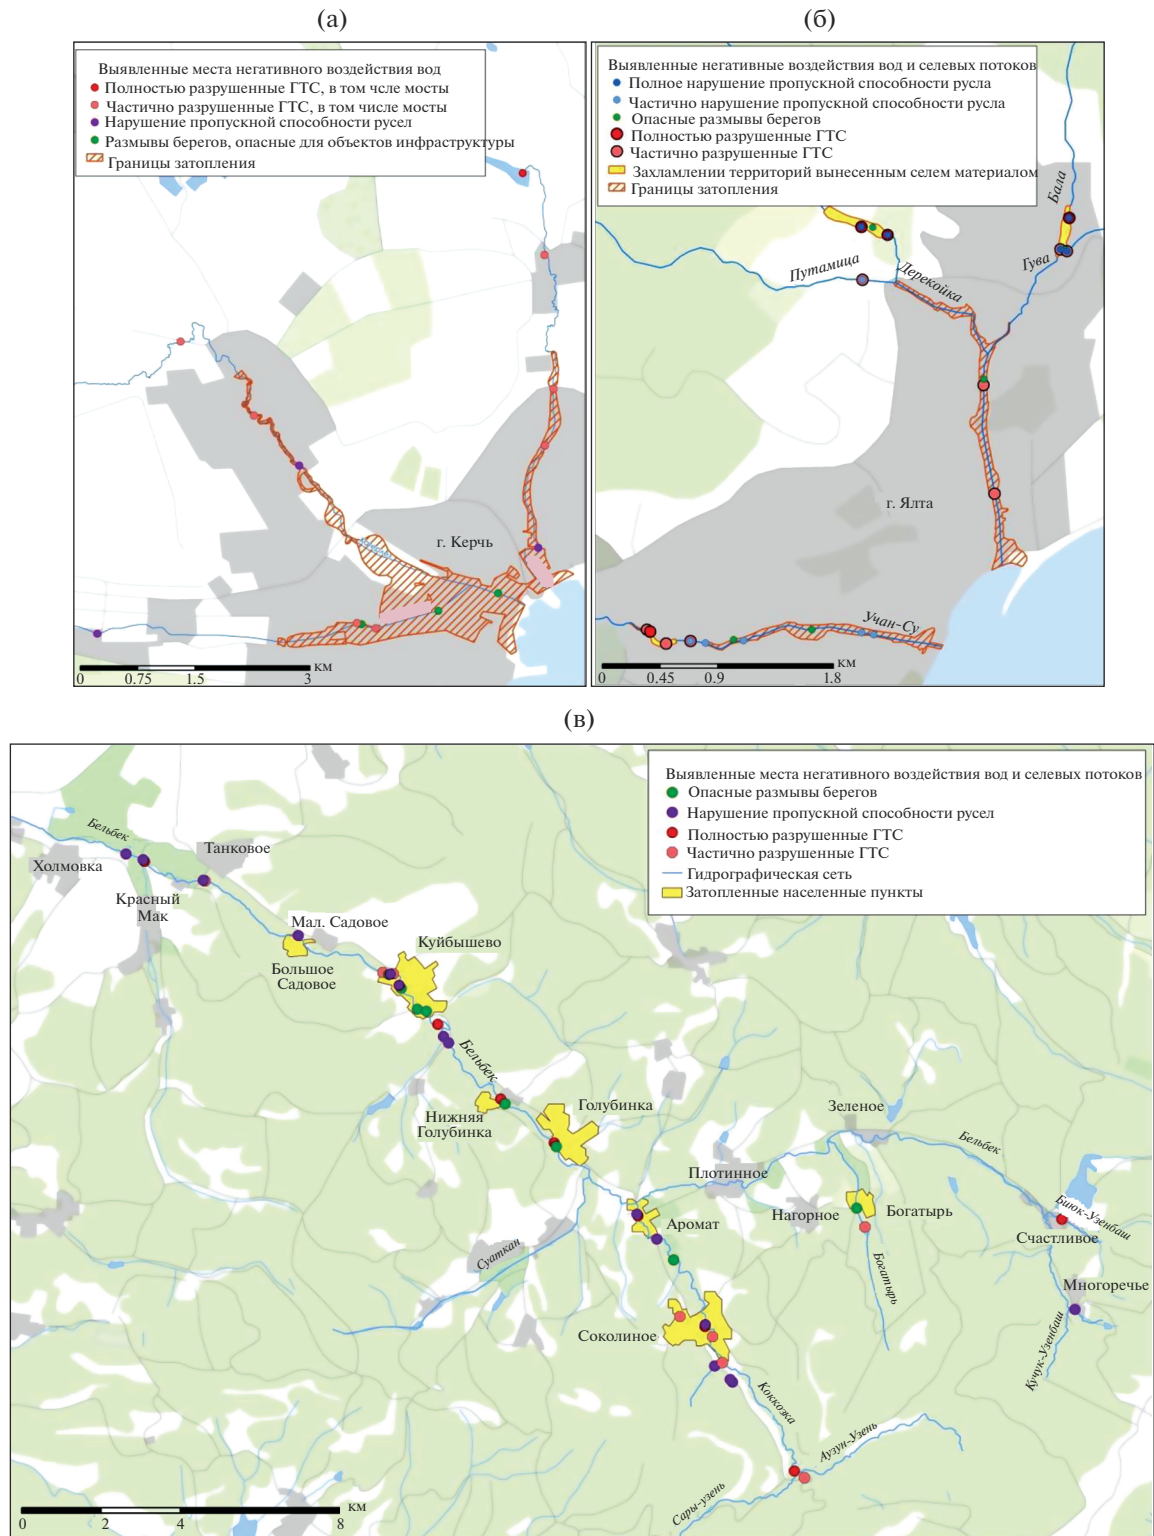 (а)
Выявленные места негативного воздействия вод
Полностью разрушенные ГТС, в том чсле мосты
Частично разрушенные ГТС, в том числе мосты
Нарушение пропускной способности русел
Размывы берегов, опасные для объектов инфраструктуры
Границы затопления
г. Керчь
км
0 0.75 1.5 3
(б)
Выявленные негативные воздействия вод и селевых потоков
Полное нарушение пропускной способности русла
Частично нарушение пропускной способности русла
Опасные размывы берегов
Полностью разрушенные ГТС
Частично разрушенные ГТС
Захламлении территорий вынесенным селем материалом
Границы затопления
Бала
Гува
Путамица
Дерекойка
г. Ялта
Учан-Су
км
0 0.45 0.9 1.8
(в)
Выявленные места негативного воздействия вод и селевых потоков
Опасные размывы берегов
Нарушение пропускной способности русел
Полностью разрушенные ГТС
Частично разрушенные ГТС
Гидрографическая сеть
Затопленные населенные пункты
Бельбек
Холмовка
Танковое
Красный
Мак
Мал. Садовое
Куйбышево
Большое
Садовое
Бельбек
Нижняя
Голубинка
Голубинка
Зеленое
Бельбек
Плотинное
Нагорное
Богатырь
Биюк-Узенбаш
Аромат
Счастливое
Суаткан
Богатырь
Многоречье
Соколиное
Кучук-Узенбаш
Коккозка
Аузун-Узень
Сары-узень
км
0 2 4 8